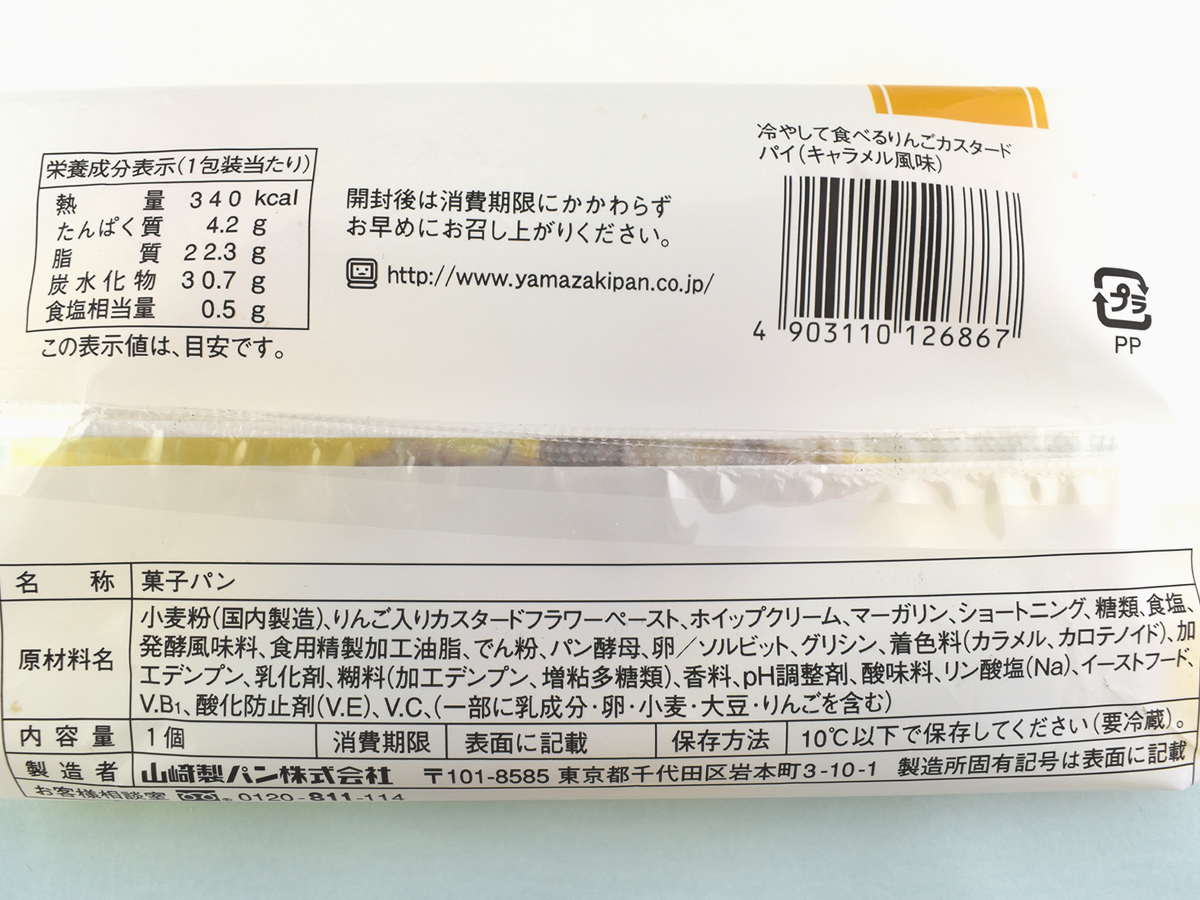 冷やして食べるりんごカスタード
パイ(キャラメル風味)
栄養成分表示(1包装当たり)
熱量 340 kcal
たんぱく質 4.2 g
脂質 22.3 g
炭水化物 30.7 g
食塩相当量 0.5 g
この表示値は、目安です。
開封後は消費期限にかかわらず
お早めにお召し上がりください。
http://www.yamazakipan.co.jp/
4 903110 126867
プラ
PP
名称 菓子パン
原材料名 小麦粉(国内製造)、りんご入りカスタードフラワーペースト、ホイップクリーム、マーガリン、ショートニング、糖類、食塩、
発酵風味料、食用精製加工油脂、でん粉、パン酵母、卵/ソルビット、グリシン、着色料(カラメル、カロテノイド)、加
工デンプン、乳化剤、糊料(加工デンプン、増粘多糖類)、香料、pH調整剤、酸味料、リン酸塩(Na)、イーストフード、
V.B₁、酸化防止剤(V.E)、V.C、(一部に乳成分・卵・小麦・大豆・りんごを含む)
内容量 1個 消費期限 表面に記載 保存方法 10℃以下で保存してください(要冷蔵)。
製造者 山崎製パン株式会社 〒101-8585 東京都千代田区岩本町3-10-1 製造所固有記号は表面に記載
お客様相談室 0120-811-114